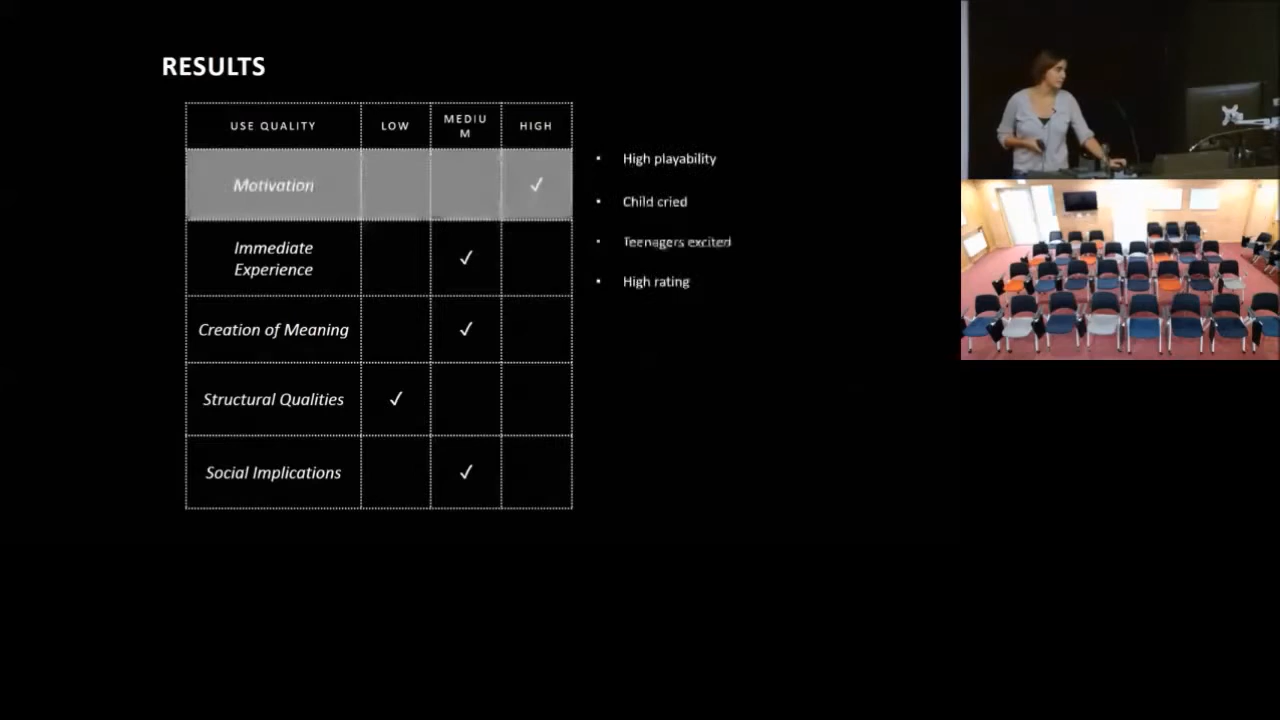 RESULTS
USE QUALITY LOW MEDIU HIGH
M
Motivation ✓
Immediate
Experience ✓
Creation of Meaning ✓
Structural Qualities ✓
Social Implications ✓
• High playability
• Child cried
• Teenagers excited
• High rating